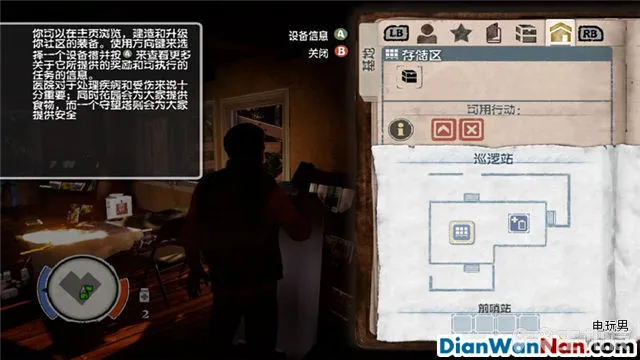 你可以在主页浏览，建造和升级
你社区的装备。使用方向键来选
择一个设备德并按A来查看更多
关于它所提供的奖励和可执行的
任务的信息。
医院对于处理疾病和受伤来说十
分重要；同时花园会为大家提供
食物，而一个守望塔则会为大家
提供安全
设备信息 A
关闭 B
LB
RB
存储区
可用行动：
巡逻站
前哨站
2
电玩男
DianWanNan.com